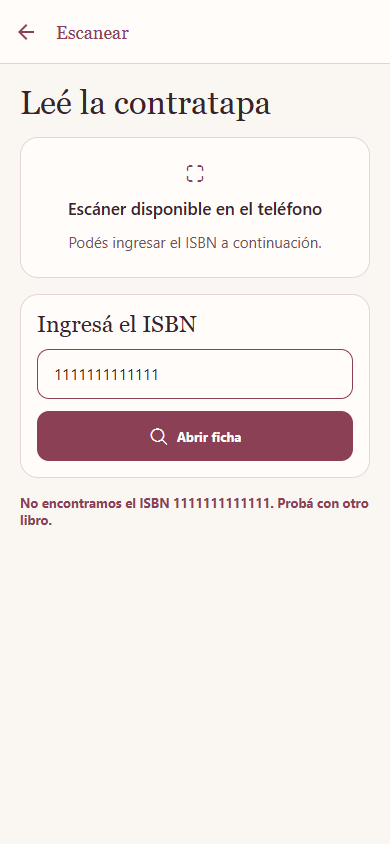 Escanear
Leé la contratapa
Escáner disponible en el teléfono
Podés ingresar el ISBN a continuación.
Ingresá el ISBN
1111111111111
Abrir ficha
No encontramos el ISBN 1111111111111. Probá con otro
libro.